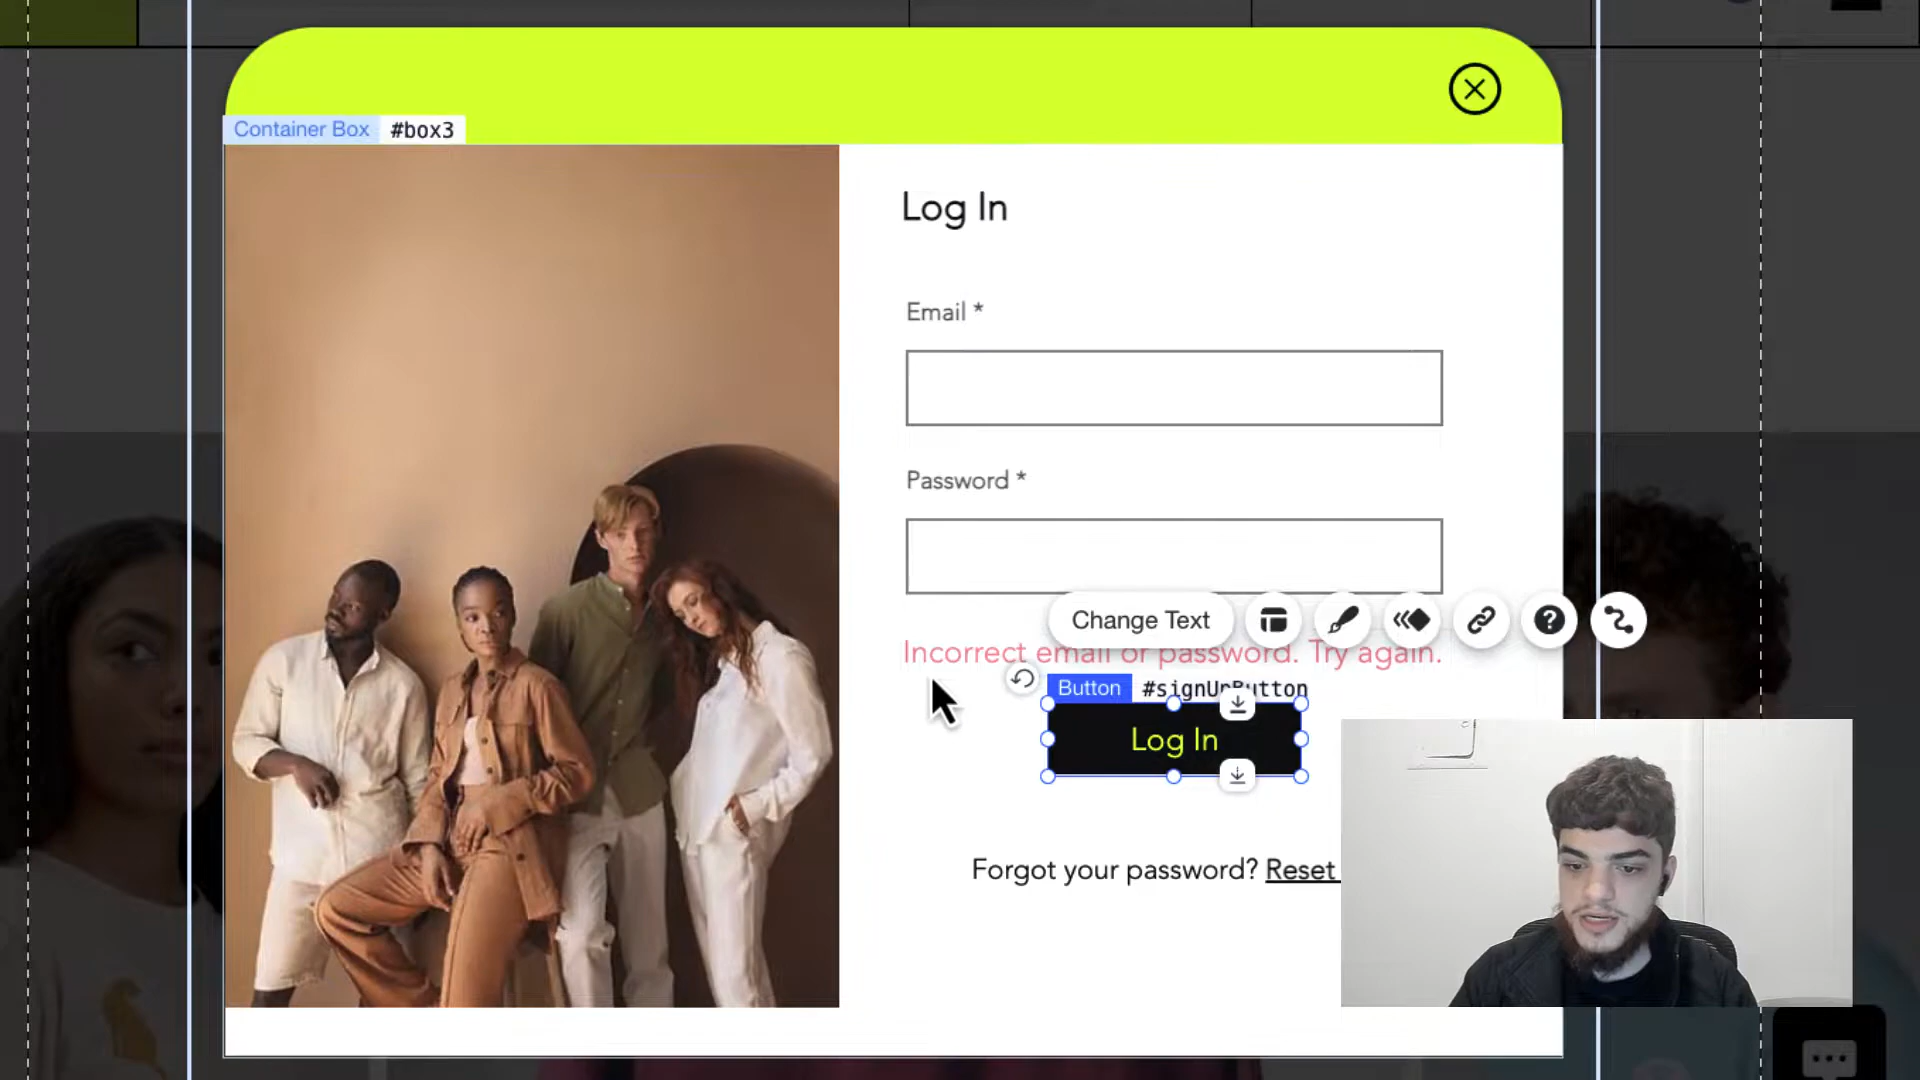 Container Box #box3
Log In
Email *
Password *
Change Text
Incorrect email or password. Try again.
Button #signUpButton
Log In
Forgot your password? Reset